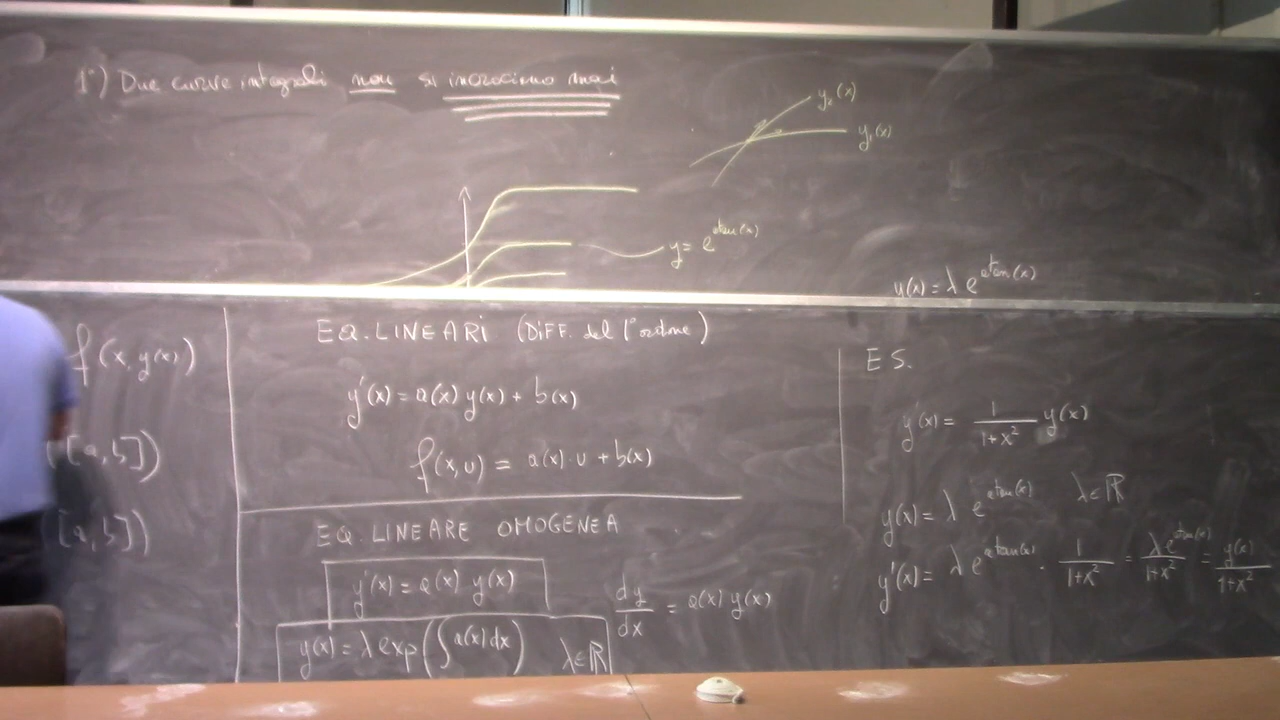 1°) Due curve integrali non si incrociano mai
y₂(x)
y₁(x)
y = e^{atan(x)}
y(x) = λ e^{atan(x)}
f(x, y(x))
[a,b])
[a,b])
EQ. LINEARI (DIFF. del 1° ordine)
y'(x) = a(x) y(x) + b(x)
f(x,u) = a(x)·u + b(x)
EQ. LINEARE OMOGENEA
y'(x) = a(x) y(x)
dy/dx = a(x) y(x)
y(x) = λ exp(∫a(x)dx) λ∈ℝ
ES.
y'(x) = 1/(1+x²) y(x)
y(x) = λ e^{atan(x)} λ∈ℝ
y'(x) = λ e^{atan(x)} · 1/(1+x²) = λe^{atan(x)}/(1+x²) = y(x)/(1+x²)